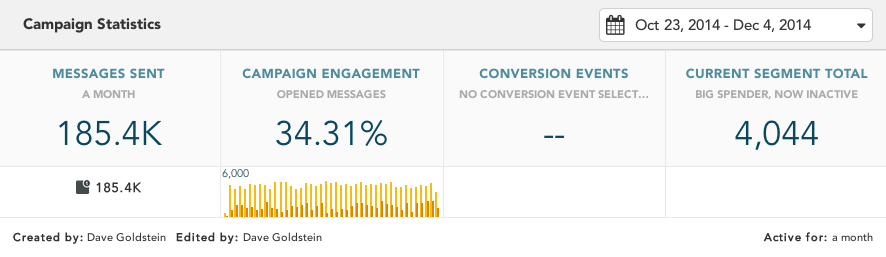 Campaign Statistics
Oct 23, 2014 - Dec 4, 2014
MESSAGES SENT
A MONTH
185.4K
CAMPAIGN ENGAGEMENT
OPENED MESSAGES
34.31%
CONVERSION EVENTS
NO CONVERSION EVENT SELECT...
--
CURRENT SEGMENT TOTAL
BIG SPENDER, NOW INACTIVE
4,044
185.4K
6,000
Created by: Dave Goldstein Edited by: Dave Goldstein
Active for: a month